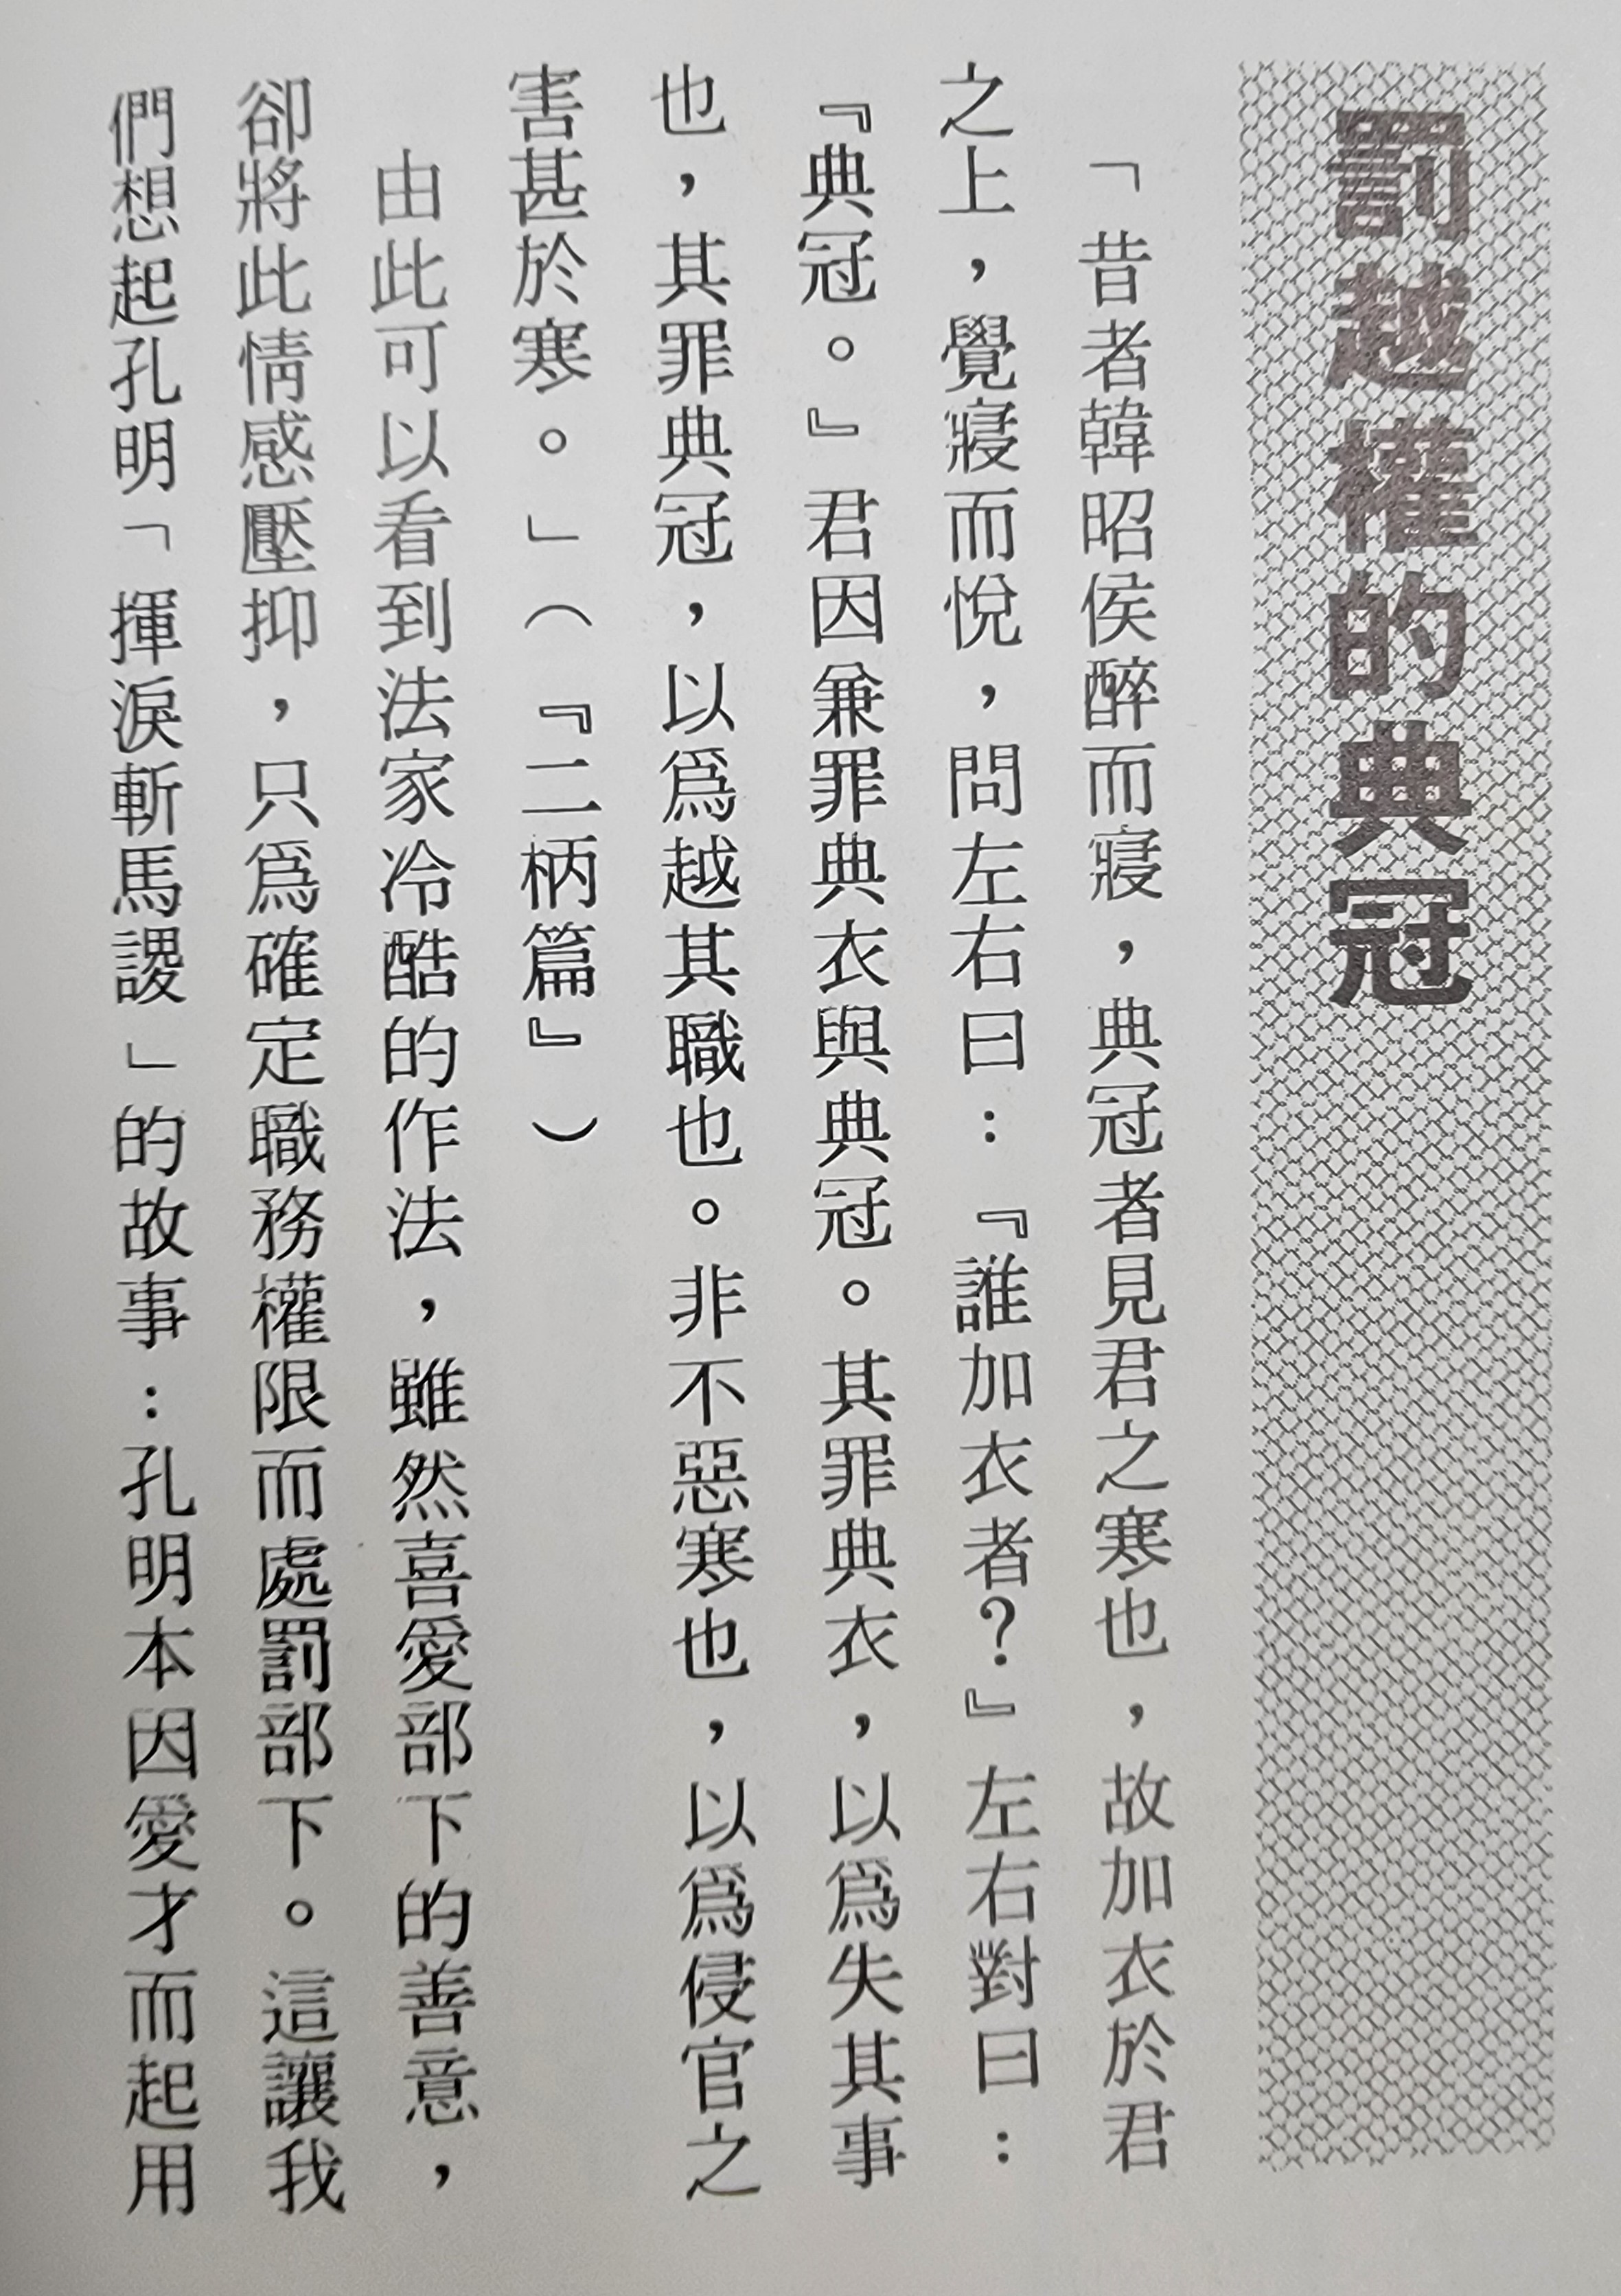 罰越權的典冠
「昔者韓昭侯醉而寢，典冠者見君之寒也，故加衣於君
之上，覺寢而悅，問左右曰：『誰加衣者？』左右對曰：
『典冠。』君因兼罪典衣與典冠。其罪典衣，以爲失其事
也，其罪典冠，以爲越其職也。非不惡寒也，以爲侵官之
害甚於寒。」（『二柄篇』）
由此可以看到法家冷酷的作法，雖然喜愛部下的善意，
卻將此情感壓抑，只爲確定職務權限而處罰部下。這讓我
們想起孔明「揮淚斬馬謖」的故事：孔明本因愛才而起用